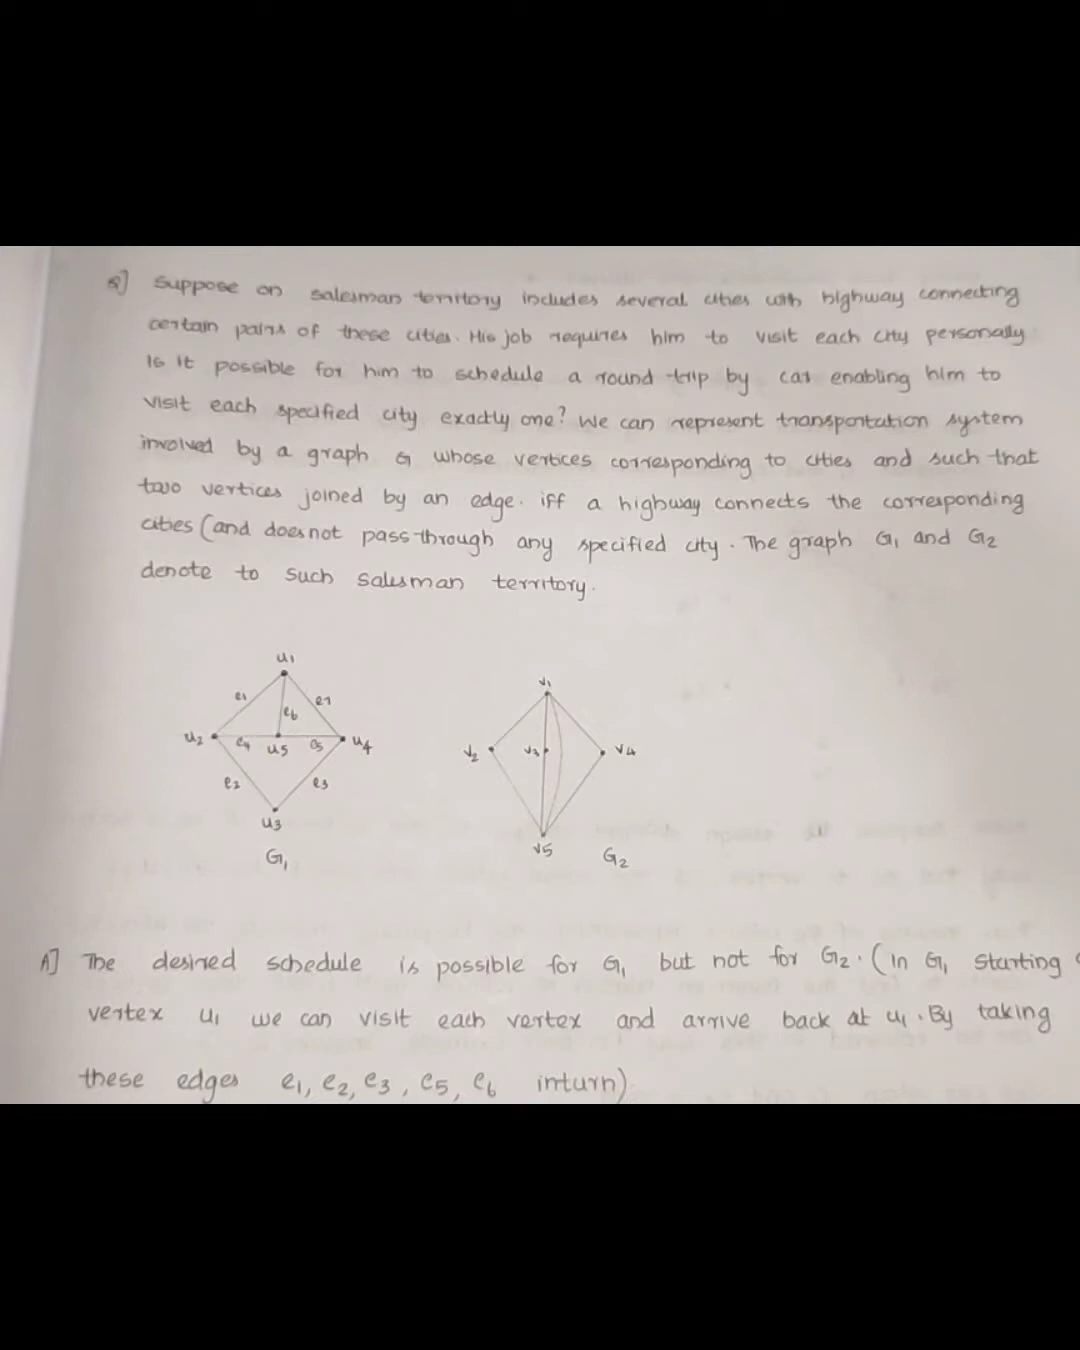 Q] Suppose on salesman territory includes several cities with highway connecting
certain pairs of these cities. His job requires him to visit each city personally
Is it possible for him to schedule a round trip by car enabling him to
visit each specified city exactly one? We can represent transportation system
involved by a graph G whose vertices corresponding to cities and such that
two vertices joined by an edge. iff a highway connects the corresponding
cities (and doesnot pass through any specified city. The graph G₁ and G₂
denote to such salesman territory.
u₁
e₁ e₆ e₇
u₂ e₄ u₅ e₅ u₄
e₂ e₃
u₃
G₁
v₁
v₂ v₃ v₄
v₅
G₂
A] The desired schedule is possible for G₁ but not for G₂. (In G₁ starting
vertex u₁ we can visit each vertex and arrive back at u₁. By taking
these edges e₁, e₂, e₃, e₅, e₆ inturn)